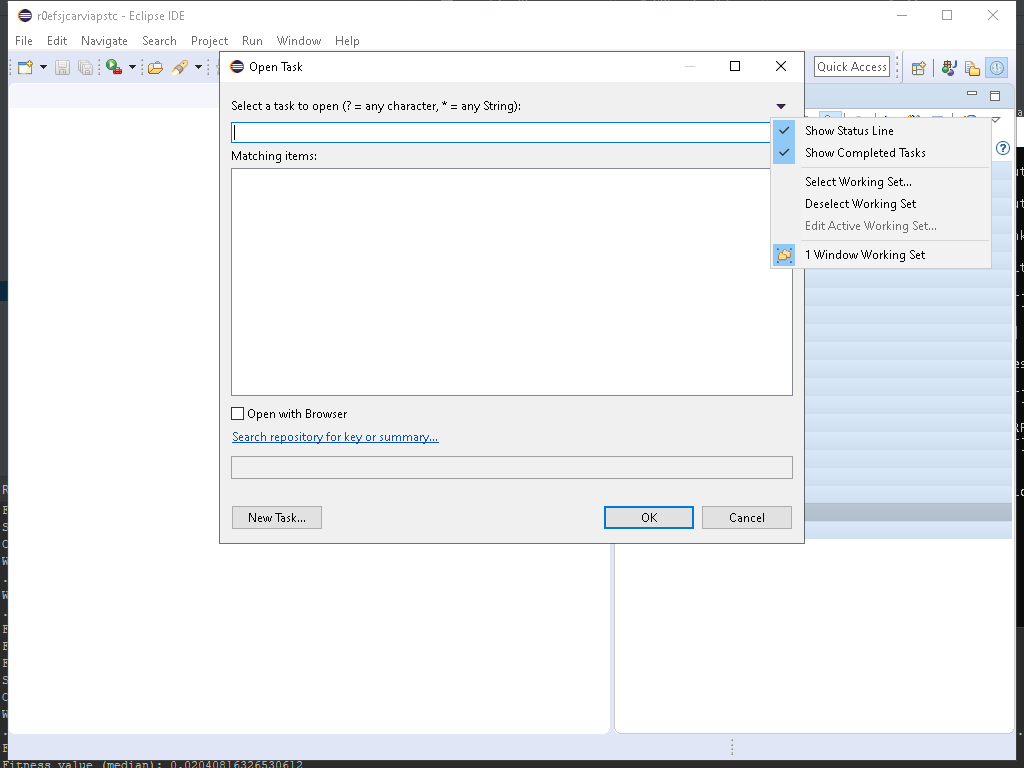 r0efsjcarviapstc - Eclipse IDE
File Edit Navigate Search Project Run Window Help
Open Task
Quick Access
Select a task to open (? = any character, * = any String):
Show Status Line
Matching items:
Show Completed Tasks
Select Working Set...
Deselect Working Set
Edit Active Working Set...
1 Window Working Set
Open with Browser
Search repository for key or summary...
New Task...
OK
Cancel
Fitness value (median): 0.02040816326530612